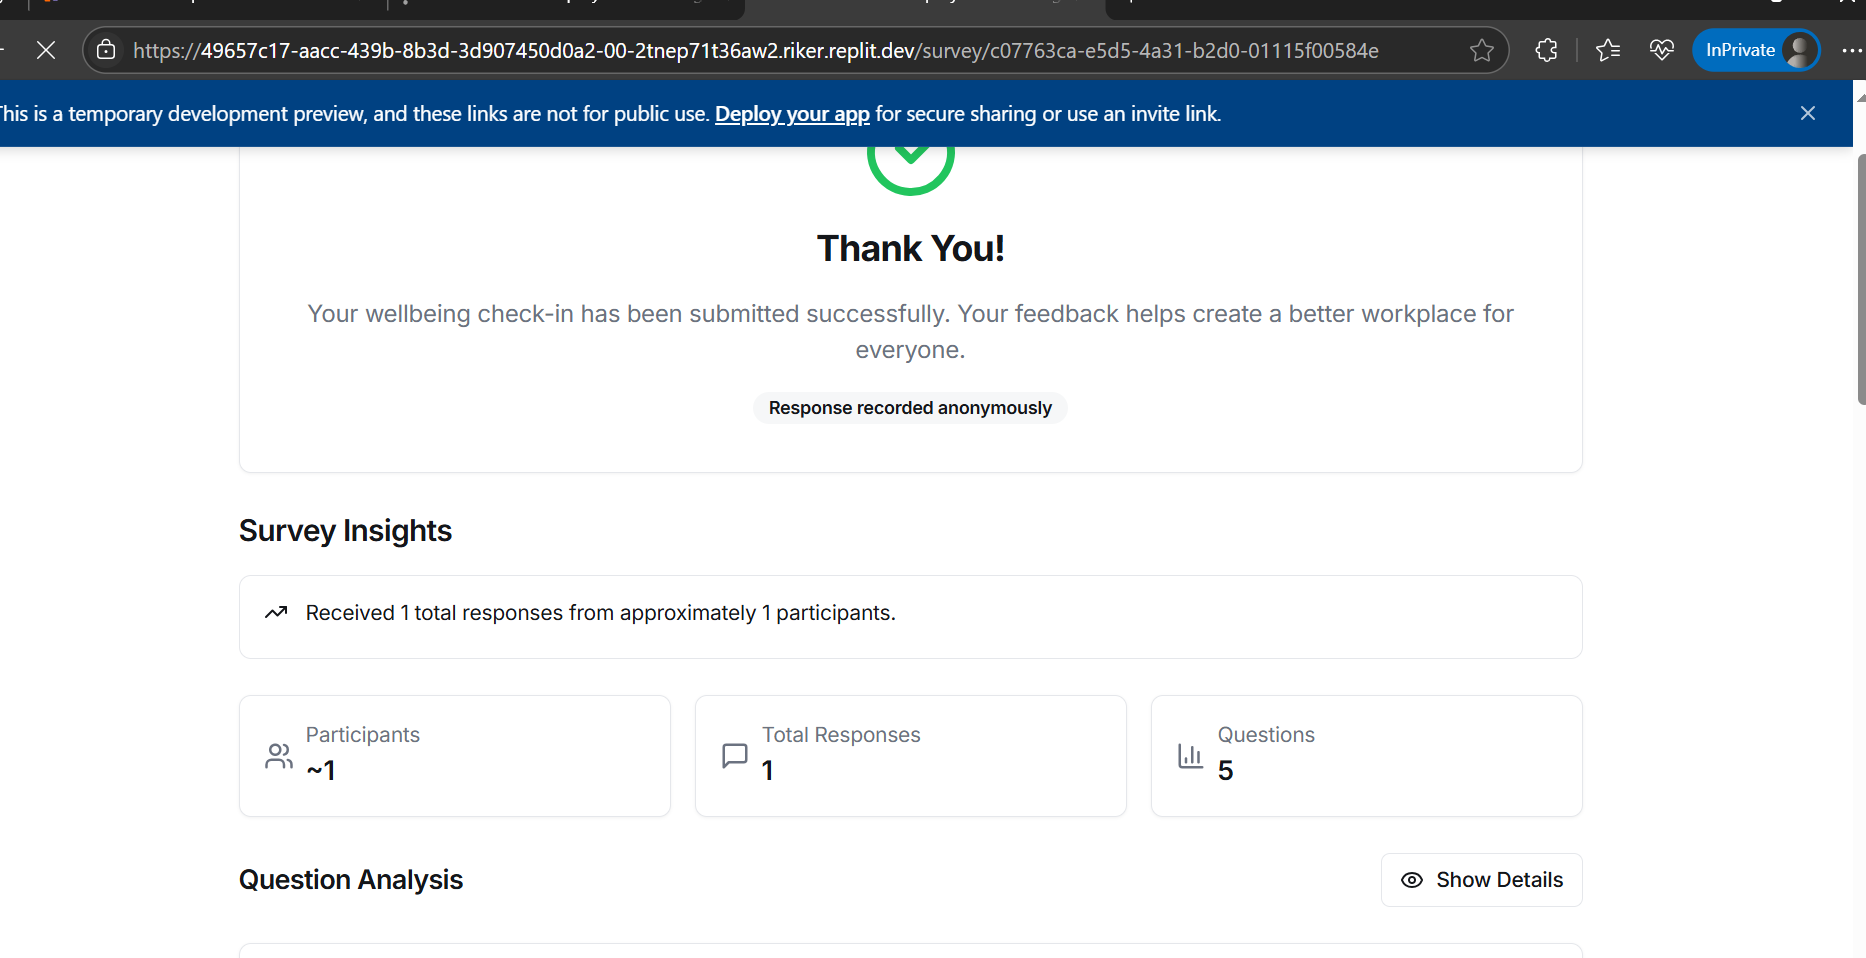 https://49657c17-aacc-439b-8b3d-3d907450d0a2-00-2tnep71t36aw2.riker.replit.dev/survey/c07763ca-e5d5-4a31-b2d0-01115f00584e
InPrivate
This is a temporary development preview, and these links are not for public use. Deploy your app for secure sharing or use an invite link.
Thank You!
Your wellbeing check-in has been submitted successfully. Your feedback helps create a better workplace for
everyone.
Response recorded anonymously
Survey Insights
Received 1 total responses from approximately 1 participants.
Participants
~1
Total Responses
1
Questions
5
Question Analysis
Show Details